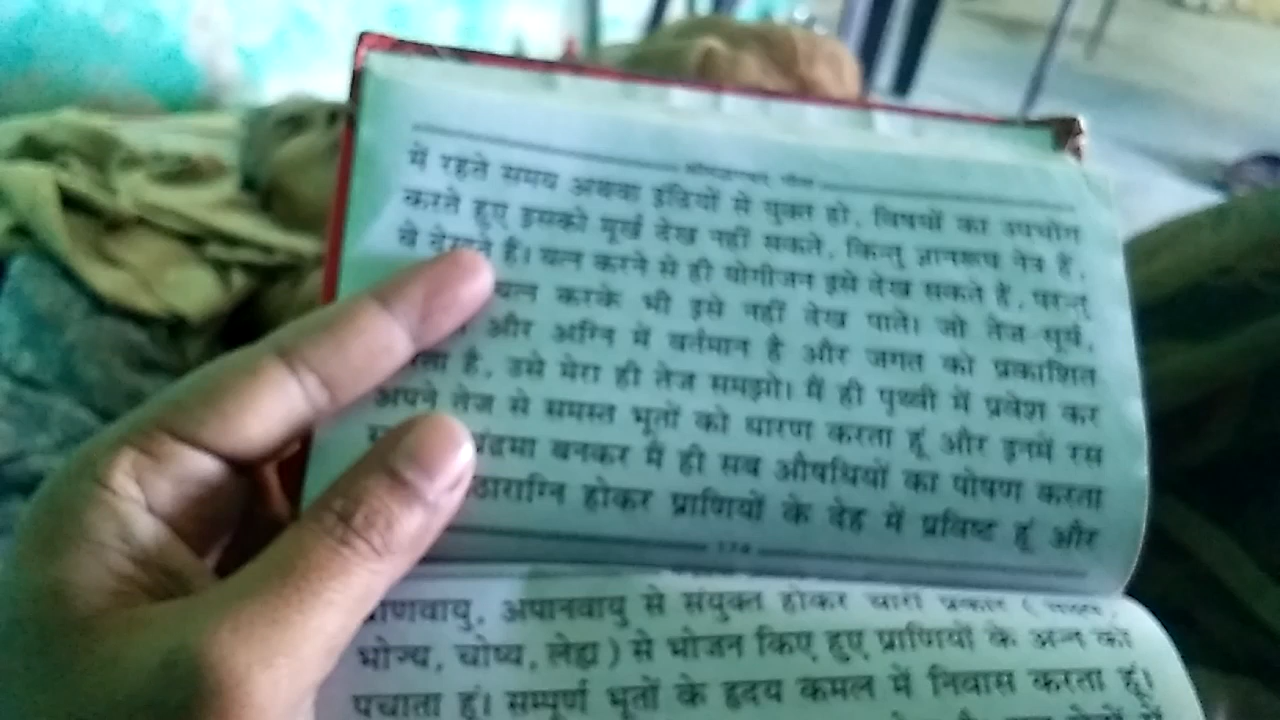 में रहते समय अथवा इंद्रियों से युक्त हो, विषयों का उपभोग
करते हुए इसको मूर्ख देख नहीं सकते, किन्तु ज्ञानरूप नेत्र हैं,
वे देखते हैं। यत्न करने से ही योगीजन इसे देख सकते हैं, परन्तु
यत्न करके भी इसे नहीं देख पाते। जो तेज सूर्य,
और अग्नि में वर्तमान है और जगत को प्रकाशित
है, उसे मेरा ही तेज समझो। मैं ही पृथ्वी में प्रवेश कर
अपने तेज से समस्त भूतों को धारण करता हूं और इनमें रस
चंद्रमा बनकर मैं ही सब औषधियों का पोषण करता
होकर प्राणियों के देह में प्रविष्ट हूं और
प्राणवायु, अपानवायु से संयुक्त होकर चारों प्रकार (
भोज्य, चोष्य, लेह्य ) से भोजन किए हुए प्राणियों के अन्न को
पचाता हूं। सम्पूर्ण भूतों के हृदय कमल में निवास करता हूं।